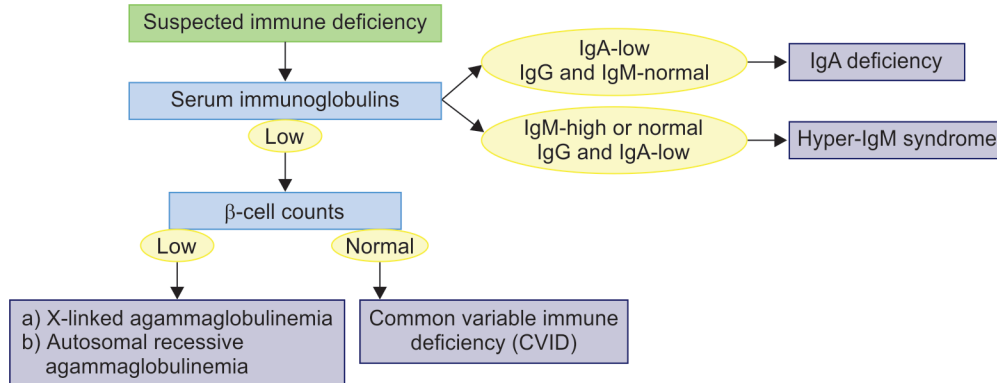 Suspected immune deficiency
Serum immunoglobulins
IgA-low
IgG and IgM-normal
IgA deficiency
IgM-high or normal
IgG and IgA-low
Hyper-IgM syndrome
Low
β-cell counts
Low
Normal
a) X-linked agammaglobulinemia
b) Autosomal recessive
agammaglobulinemia
Common variable immune
deficiency (CVID)